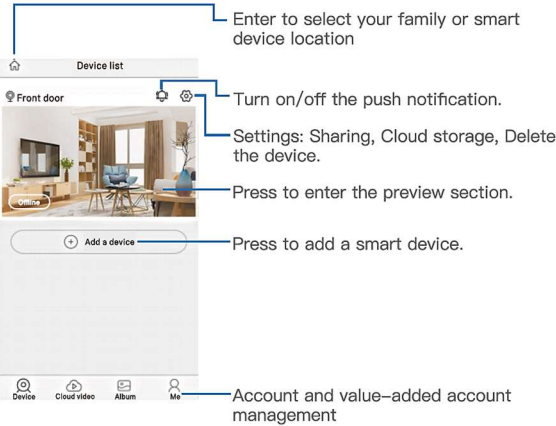 Enter to select your family or smart
device location
Device list
Front door
Turn on/off the push notification.
Settings: Sharing, Cloud storage, Delete
the device.
Press to enter the preview section.
Offline
Add a device
Press to add a smart device.
Device
Cloud video
Album
Me
Account and value-added account
management